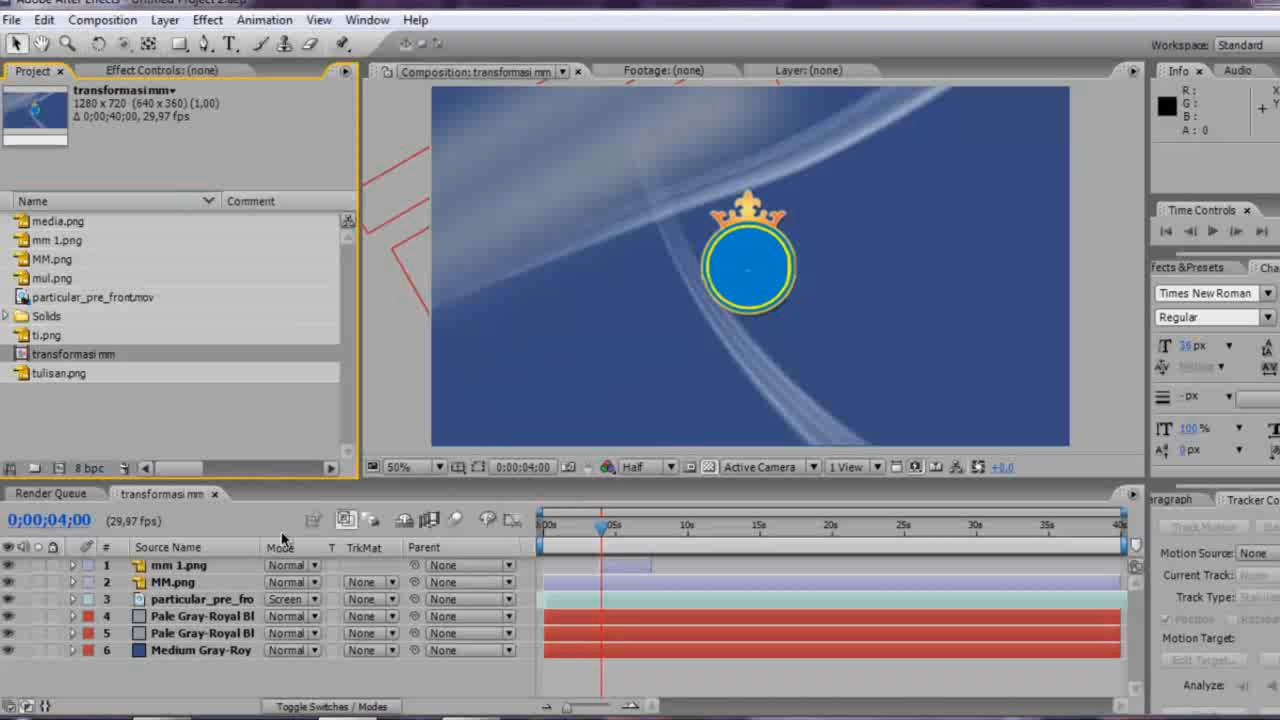 File Edit Composition Layer Effect Animation View Window Help
Workspace: Standard
Project × Effect Controls: (none)
Composition: transformasi mm
Footage: (none)
Layer: (none)
Info × Audio
transformasi mm
1280 x 720 (640 x 360) (1,00)
Δ 0;00;40;00, 29,97 fps
R :
G :
B :
A : 0
X
Y
+
Name Comment
media.png
mm 1.png
MM.png
mul.png
particular_pre_front.mov
Solids
ti.png
transformasi mm
tulisan.png
Time Controls ×
ffects & Presets Cha
Times New Roman
Regular
36 px
- px
100 %
0 px
8 bpc
50% 0;00;04;00 Half Active Camera 1 View +0,0
Render Queue transformasi mm ×
0;00;04;00 (29,97 fps)
:00s 05s 10s 15s 20s 25s 30s 35s 40s
# Source Name Mode T TrkMat Parent
1 mm 1.png Normal None
2 MM.png Normal None None
3 particular_pre_fro Screen None None
4 Pale Gray-Royal Bl Normal None None
5 Pale Gray-Royal Bl Normal None None
6 Medium Gray-Roy Normal None None
Toggle Switches / Modes
aragraph Tracker Co
Track Motion
Motion Source: None
Current Track:
Track Type: Stabilize
Position
Motion Target:
Edit Target...
Analyze: